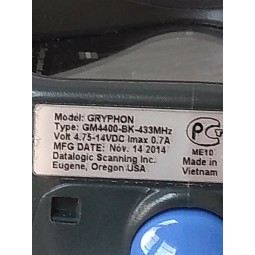 Model: GRYPHON
Type: GM4400-BK-433MHz
Volt 4.75-14VDC Imax 0.7A
MFG DATE: Nov. 14 2014
Datalogic Scanning Inc.
Eugene, Oregon USA
ME10
Made in
Vietnam